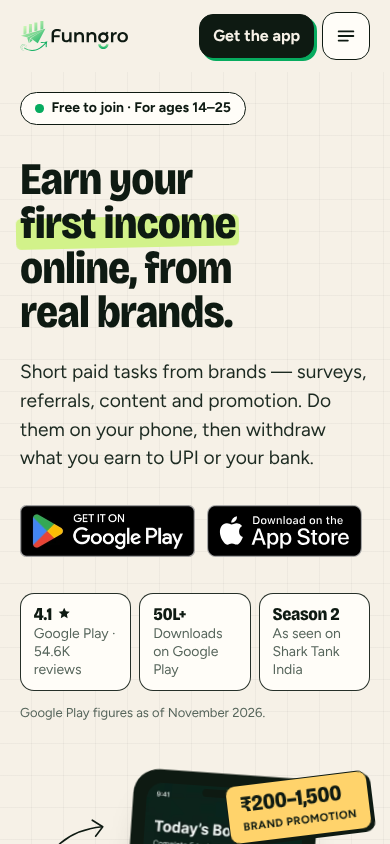 Funngro
Get the app
Free to join · For ages 14–25
Earn your
first income
online, from
real brands.
Short paid tasks from brands — surveys,
referrals, content and promotion. Do
them on your phone, then withdraw
what you earn to UPI or your bank.
GET IT ON
Google Play
Download on the
App Store
4.1 ★
Google Play ·
54.6K
reviews
50L+
Downloads
on Google
Play
Season 2
As seen on
Shark Tank
India
Google Play figures as of November 2026.
₹200–1,500
BRAND PROMOTION
9:41
Today's Bo